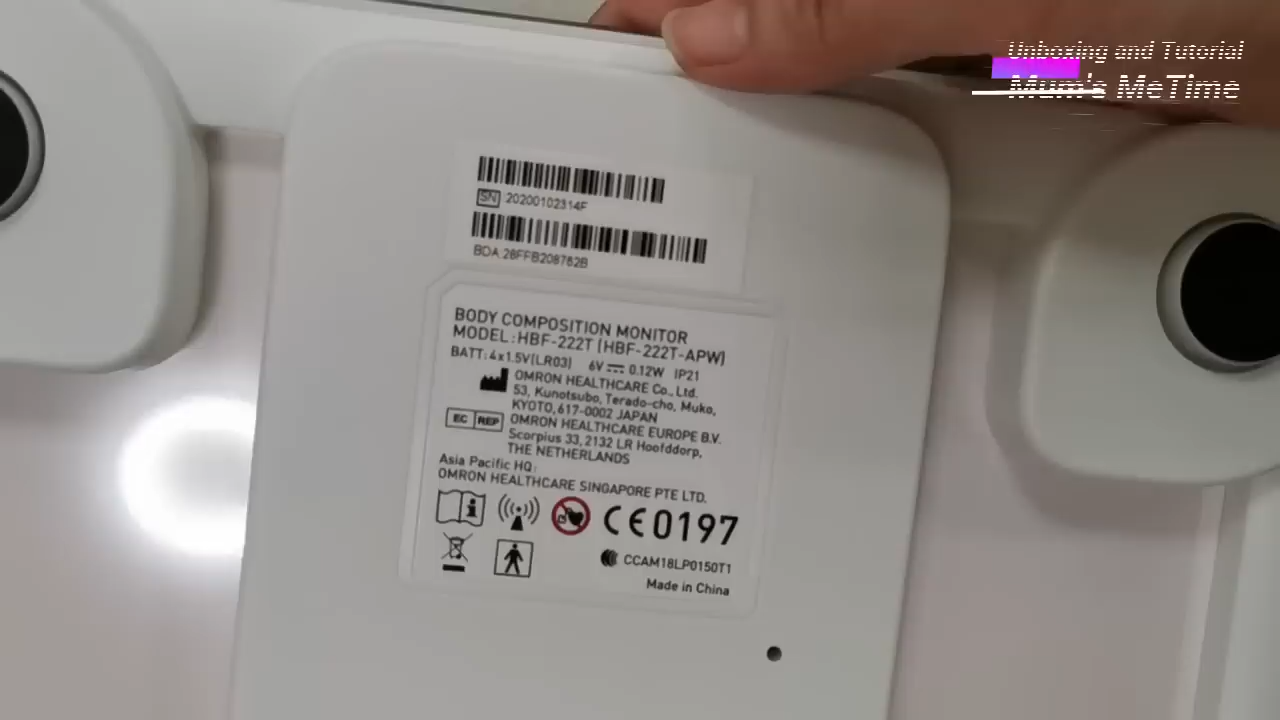 Unboxing and Tutorial
Mum's MeTime
SN 20200102314F
BDA:28FFB208762B
BODY COMPOSITION MONITOR
MODEL:HBF-222T (HBF-222T-APW)
BATT:4x1.5V(LR03) 6V 0.12W IP21
OMRON HEALTHCARE Co., Ltd.
53, Kunotsubo, Terado-cho, Muko,
KYOTO,617-0002 JAPAN
EC REP OMRON HEALTHCARE EUROPE B.V.
Scorpius 33, 2132 LR Hoofddorp,
THE NETHERLANDS
Asia Pacific HQ:
OMRON HEALTHCARE SINGAPORE PTE LTD.
CE0197
CCAM18LP0150T1
Made in China